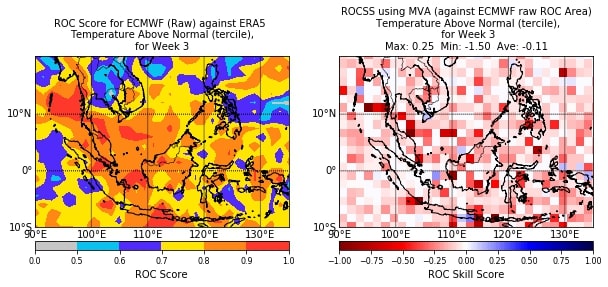 ROC Score for ECMWF (Raw) against ERA5
Temperature Above Normal (tercile),
for Week 3
10°N
0°
10°S
90°E 100°E 110°E 120°E 130°E
0.0 0.5 0.6 0.7 0.8 0.9 1.0
ROC Score
ROCSS using MVA (against ECMWF raw ROC Area)
Temperature Above Normal (tercile),
for Week 3
Max: 0.25 Min: -1.50 Ave: -0.11
10°N
0°
10°S
90°E 100°E 110°E 120°E 130°E
−1.00 −0.75 −0.50 −0.25 0.00 0.25 0.50 0.75 1.00
ROC Skill Score